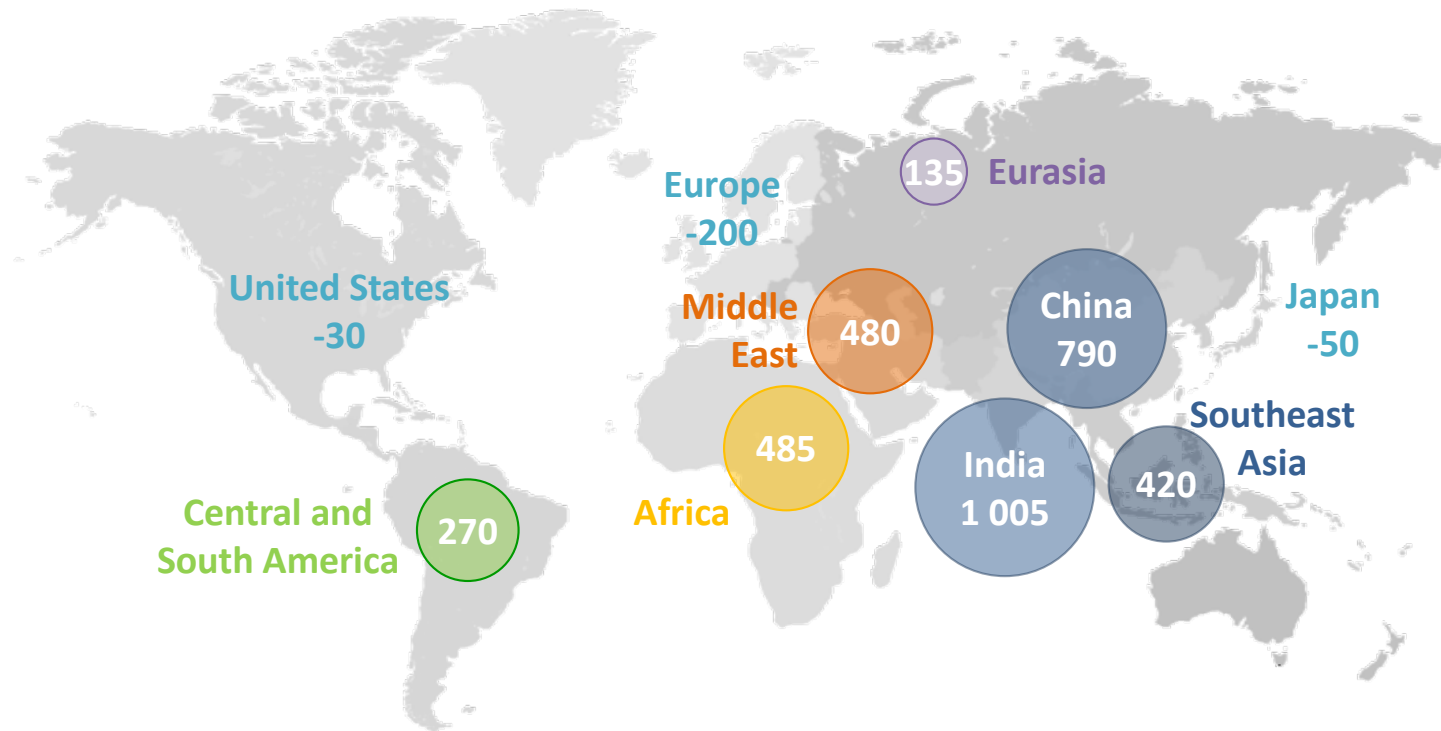 135
Eurasia
Europe
-200
United States
-30
Middle
East
480
China
790
Japan
-50
Southeast
Asia
420
India
1 005
485
Africa
Central and
South America
270